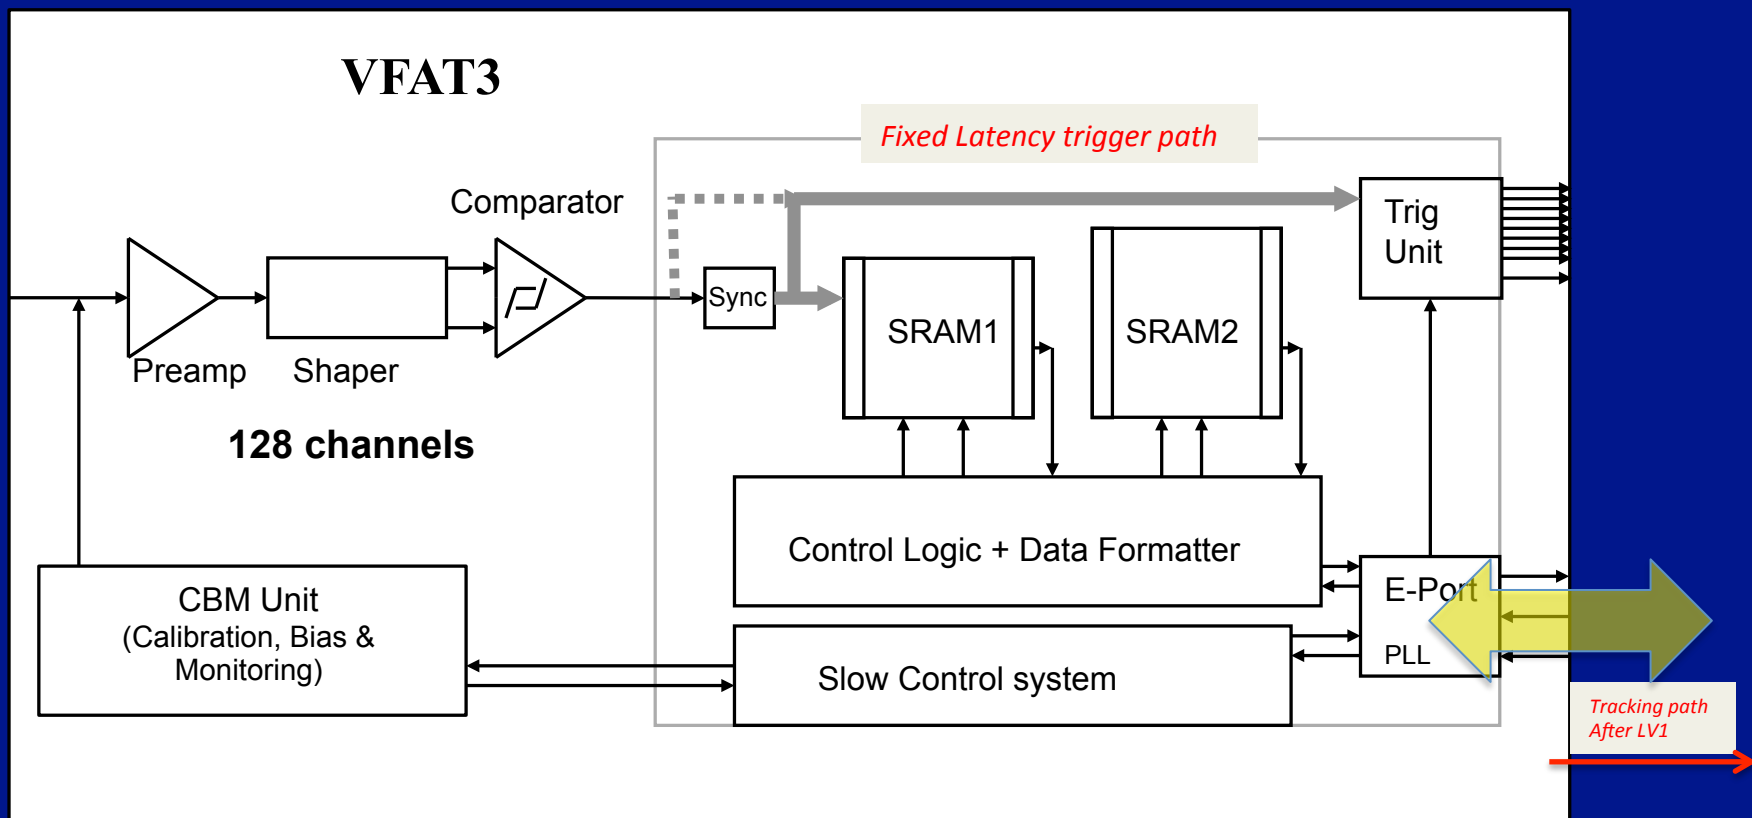 VFAT3
Fixed Latency trigger path
Comparator
Trig
Unit
Sync
SRAM1
SRAM2
Preamp
Shaper
128 channels
Control Logic + Data Formatter
E-Port
PLL
CBM Unit
(Calibration, Bias &
Monitoring)
Slow Control system
Tracking path
After LV1